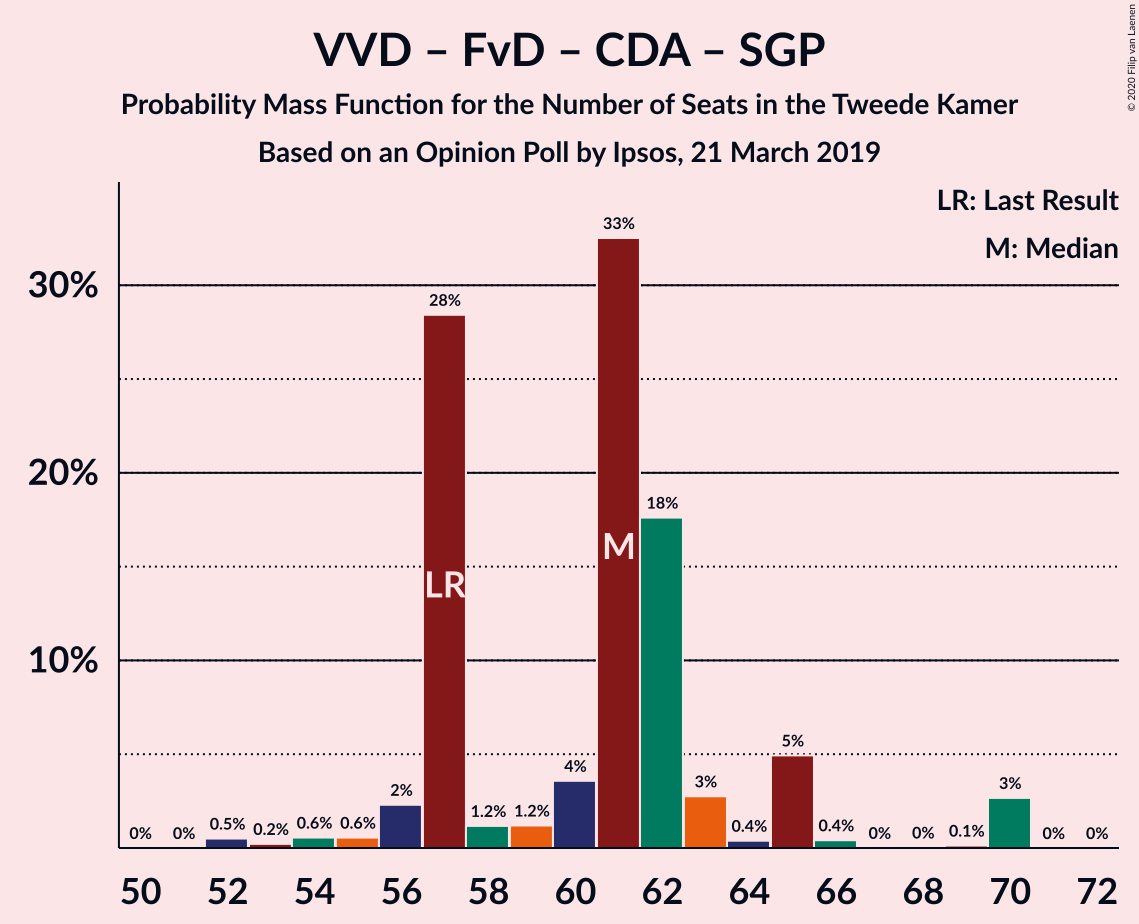 VVD – FvD – CDA – SGP
Probability Mass Function for the Number of Seats in the Tweede Kamer
Based on an Opinion Poll by Ipsos, 21 March 2019
© 2020 Filip van Laenen
LR: Last Result
M: Median
30%
20%
10%
0%
0%
0.5%
0.2%
0.6%
0.6%
2%
28%
1.2%
1.2%
4%
33%
18%
3%
0.4%
5%
0.4%
0%
0%
0.1%
3%
0%
0%
LR
M
50 52 54 56 58 60 62 64 66 68 70 72